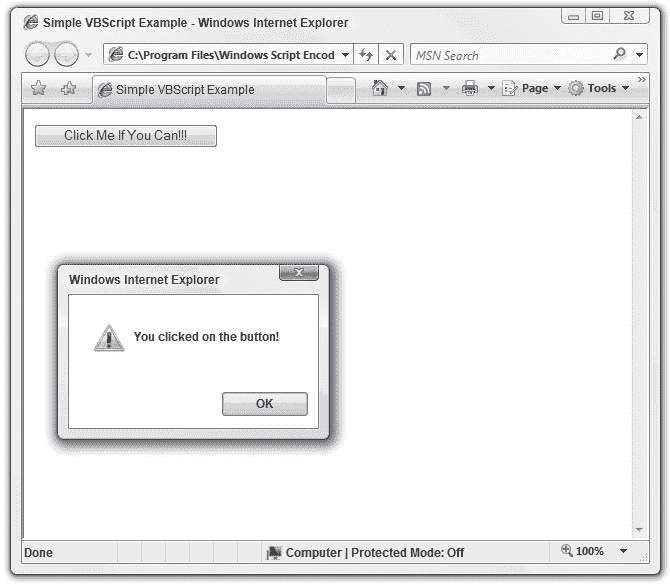 Simple VBScript Example - Windows Internet Explorer
C:\Program Files\Windows Script Encod
MSN Search
Simple VBScript Example
Page
Tools
Click Me If You Can!!!
Windows Internet Explorer
You clicked on the button!
OK
Done
Computer | Protected Mode: Off
100%